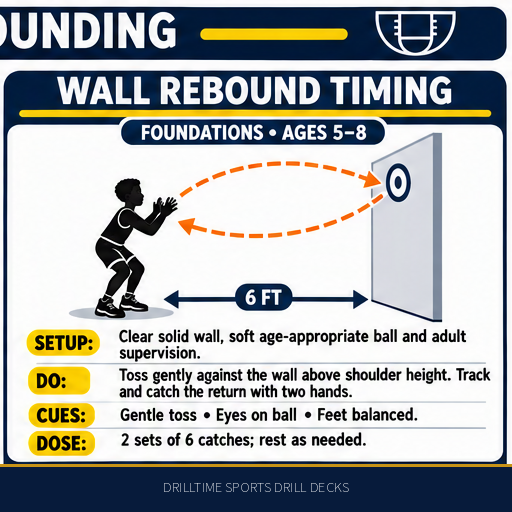 OUNDING
WALL REBOUND TIMING
FOUNDATIONS • AGES 5–8
6 FT
SETUP: Clear solid wall, soft age-appropriate ball and adult
supervision.
DO: Toss gently against the wall above shoulder height. Track
and catch the return with two hands.
CUES: Gentle toss • Eyes on ball • Feet balanced.
DOSE: 2 sets of 6 catches; rest as needed.
DRILLTIME SPORTS DRILL DECKS